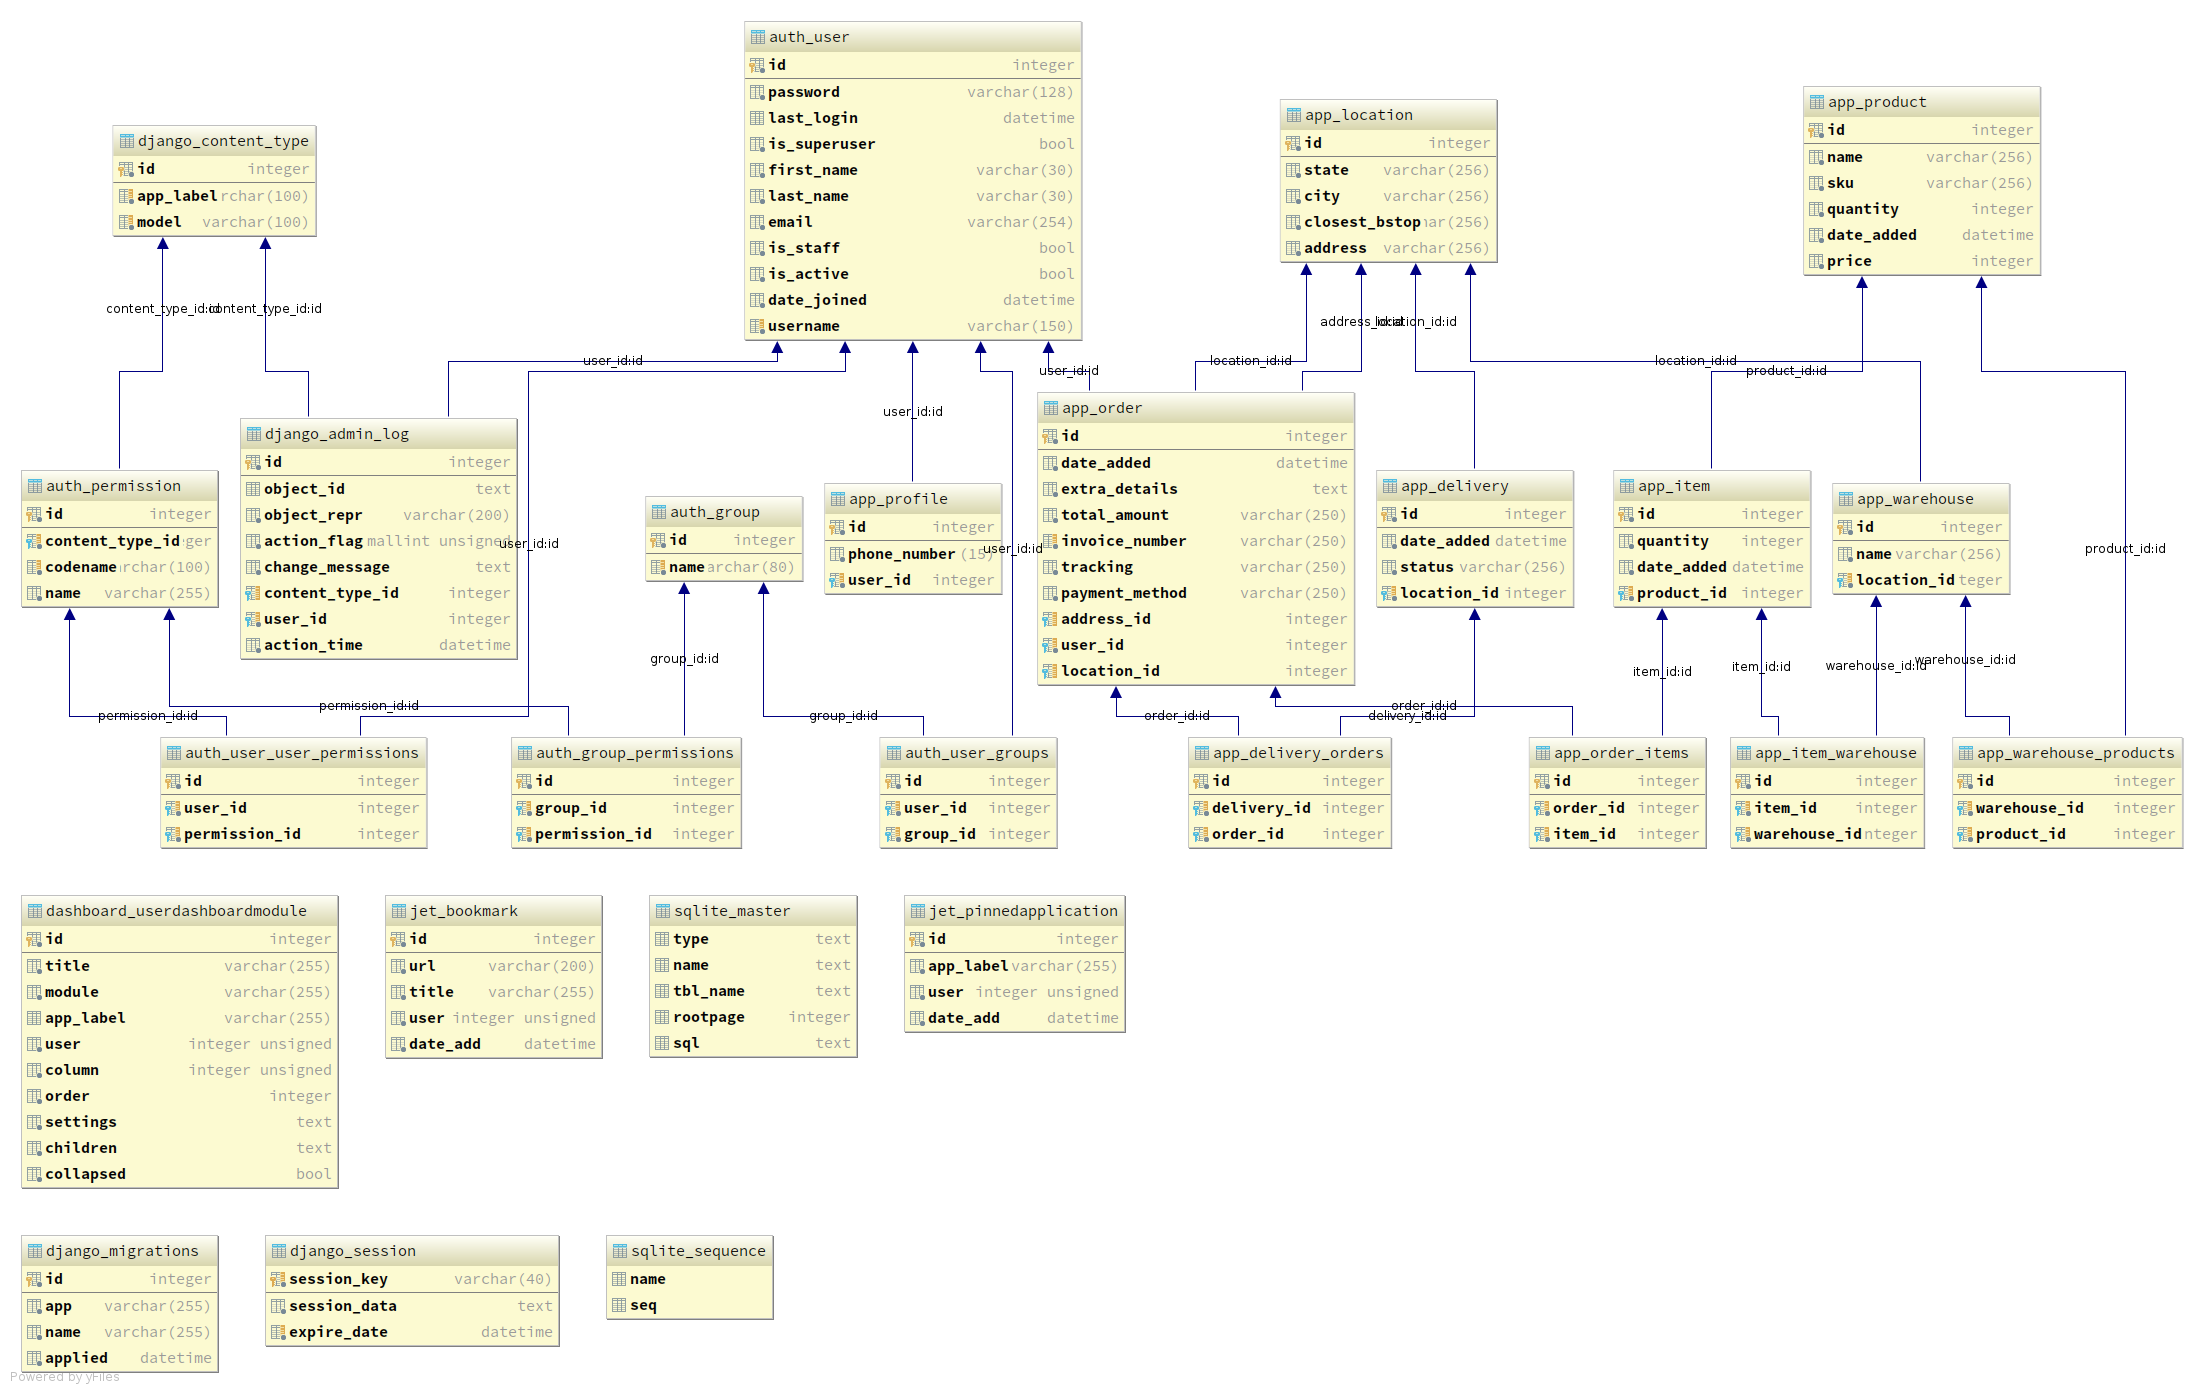 auth_user
id integer
password varchar(128)
last_login datetime
is_superuser bool
first_name varchar(30)
last_name varchar(30)
email varchar(254)
is_staff bool
is_active bool
date_joined datetime
username varchar(150)
app_product
id integer
name varchar(256)
sku varchar(256)
quantity integer
date_added datetime
price integer
app_location
id integer
state varchar(256)
city varchar(256)
closest_bstop ar(256)
address varchar(256)
django_content_type
id integer
app_label rchar(100)
model varchar(100)
content_type_id:id
content_type_id:id
address_id:id
location_id:id
user_id:id
location_id:id
location_id:id
user_id:id
product_id:id
user_id:id
app_order
id integer
date_added datetime
extra_details text
total_amount varchar(250)
invoice_number varchar(250)
tracking varchar(250)
payment_method varchar(250)
address_id integer
user_id integer
location_id integer
django_admin_log
id integer
object_id text
object_repr varchar(200)
action_flag mallint unsigned
change_message text
content_type_id integer
user_id integer
action_time datetime
auth_permission
id integer
content_type_id ger
codename rchar(100)
name varchar(255)
app_delivery
id integer
date_added datetime
status varchar(256)
location_id integer
app_item
id integer
quantity integer
date_added datetime
product_id integer
app_profile
id integer
phone_number (15)
user_id integer
app_warehouse
id integer
name varchar(256)
location_id teger
auth_group
id integer
name archar(80)
user_id:id
user_id:id
product_id:id
group_id:id
item_id:id
item_id:id
warehouse_id:id
warehouse_id:id
permission_id:id
permission_id:id
group_id:id
order_id:id
order_id:id
delivery_id:id
auth_user_user_permissions
id integer
user_id integer
permission_id integer
auth_group_permissions
id integer
group_id integer
permission_id integer
auth_user_groups
id integer
user_id integer
group_id integer
app_delivery_orders
id integer
delivery_id integer
order_id integer
app_order_items
id integer
order_id integer
item_id integer
app_item_warehouse
id integer
item_id integer
warehouse_id nteger
app_warehouse_products
id integer
warehouse_id integer
product_id integer
dashboard_userdashboardmodule
id integer
title varchar(255)
module varchar(255)
app_label varchar(255)
user integer unsigned
column integer unsigned
order integer
settings text
children text
collapsed bool
jet_bookmark
id integer
url varchar(200)
title varchar(255)
user integer unsigned
date_add datetime
sqlite_master
type text
name text
tbl_name text
rootpage integer
sql text
jet_pinnedapplication
id integer
app_label varchar(255)
user integer unsigned
date_add datetime
django_migrations
id integer
app varchar(255)
name varchar(255)
applied datetime
django_session
session_key varchar(40)
session_data text
expire_date datetime
sqlite_sequence
name
seq
Powered by yFiles